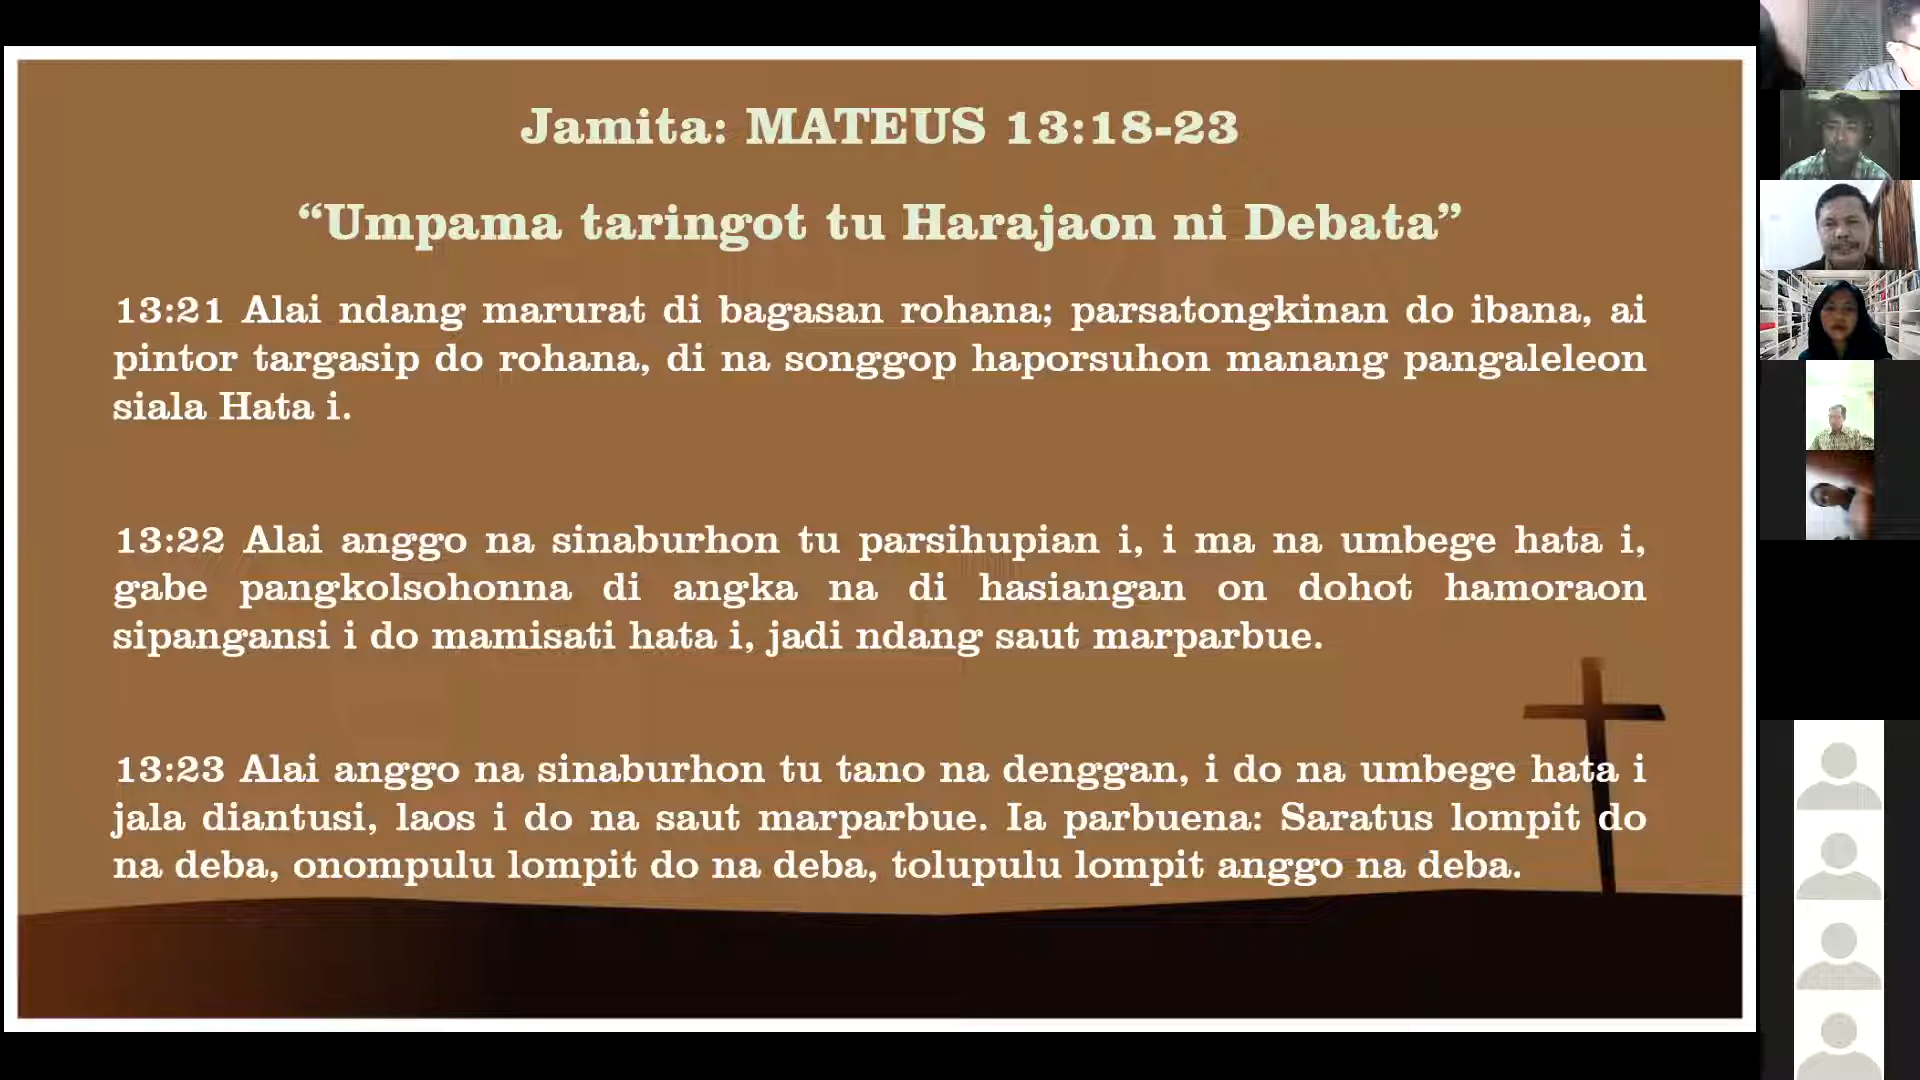 Jamita: MATEUS 13:18-23
“Umpama taringot tu Harajaon ni Debata”
13:21 Alai ndang marurat di bagasan rohana; parsatongkinan do ibana, ai
pintor targasip do rohana, di na songgop haporsuhon manang pangaleleon
siala Hata i.
13:22 Alai anggo na sinaburhon tu parsihupian i, i ma na umbege hata i,
gabe pangkolsohonna di angka na di hasiangan on dohot hamoraon
sipangansi i do mamisati hata i, jadi ndang saut marparbue.
13:23 Alai anggo na sinaburhon tu tano na denggan, i do na umbege hata i
jala diantusi, laos i do na saut marparbue. Ia parbuena: Saratus lompit do
na deba, onompulu lompit do na deba, tolupulu lompit anggo na deba.